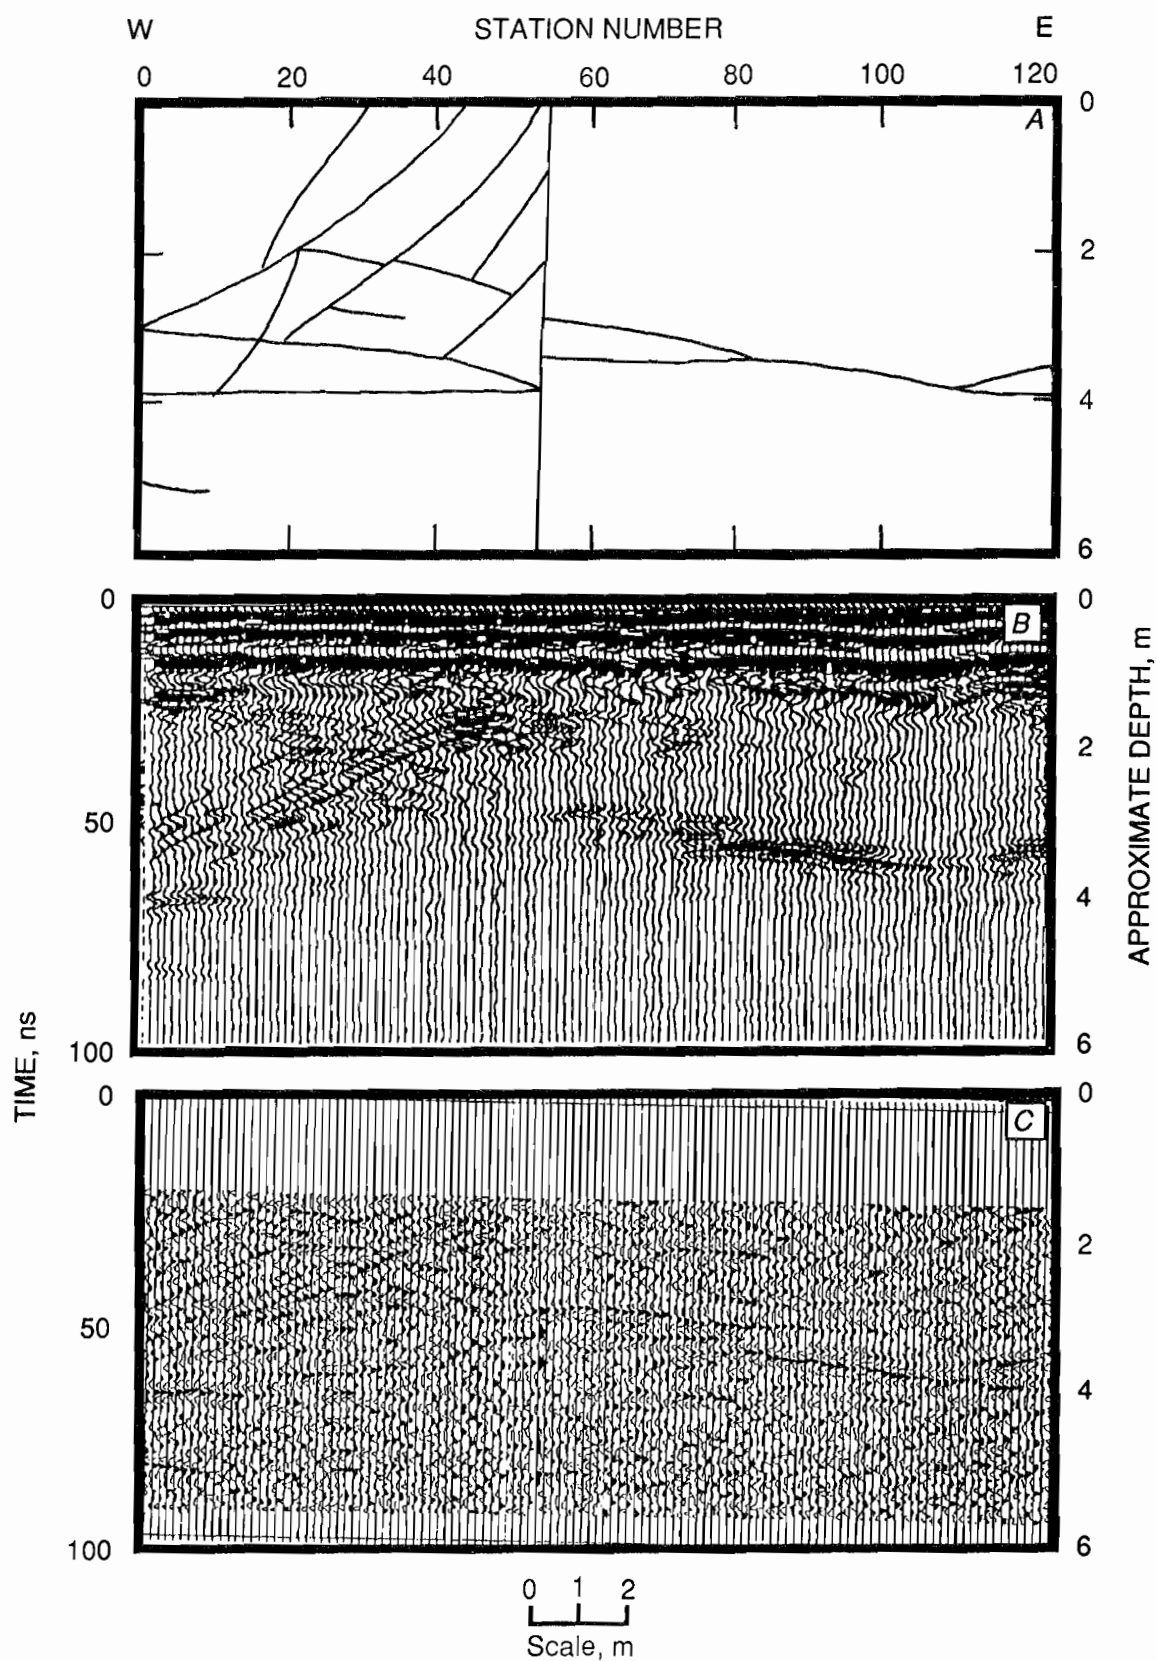 W STATION NUMBER E
0 20 40 60 80 100 120
0
A
2
4
6
0 0
B
2
50
4
100 6
0 0
C
2
50
4
100 6
TIME, ns
APPROXIMATE DEPTH, m
0 1 2
Scale, m